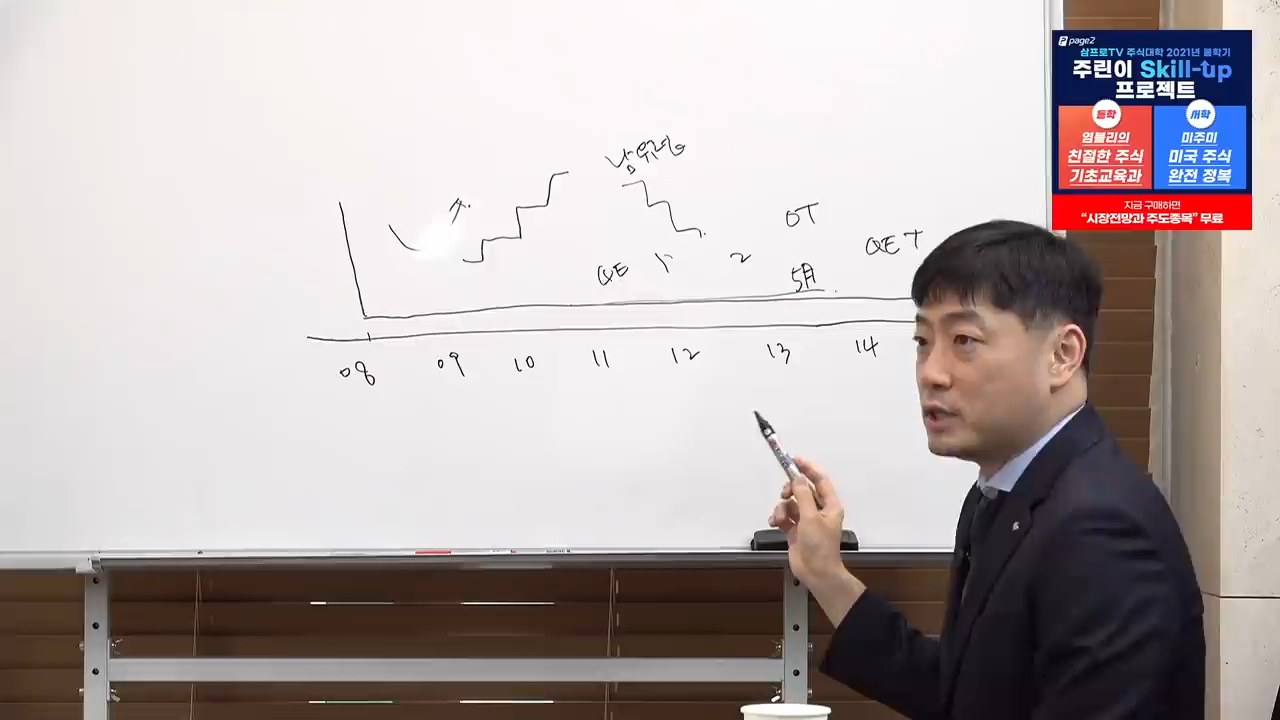 page2
삼프로TV 주식대학 2021년 봄학기
주린이 Skill-up
프로젝트
동학
염블리의
친절한 주식
기초교육과
새학
미주미
미국 주식
완전 정복
지금 구매하면
"시장전망과 주도종목" 무료
남유럽
QE
2
OT
5月
QE T
08
09
10
11
12
13
14